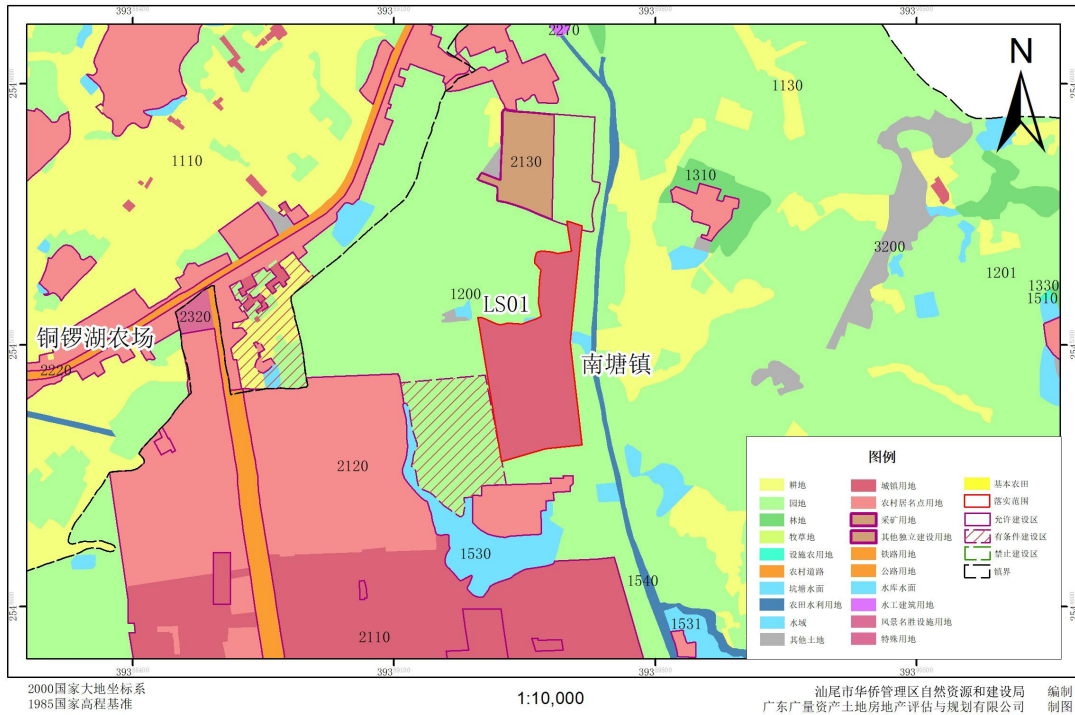 N
2270
1130
1110
2130
1310
3200
1201
1200
LS01
1330
1510
2320
铜锣湖农场
南塘镇
2220
2120
1530
1540
1531
2110
图例
耕地
园地
林地
牧草地
设施农用地
农村道路
坑塘水面
农田水利用地
水域
其他土地
城镇用地
农村居名点用地
采矿用地
其他独立建设用地
铁路用地
公路用地
水库水面
水工建筑用地
风景名胜设施用地
特殊用地
基本农田
落实范围
允许建设区
有条件建设区
禁止建设区
镇界
2000国家大地坐标系
1985国家高程基准
1:10,000
汕尾市华侨管理区自然资源和建设局 编制
广东广量资产土地房地产评估与规划有限公司 制图